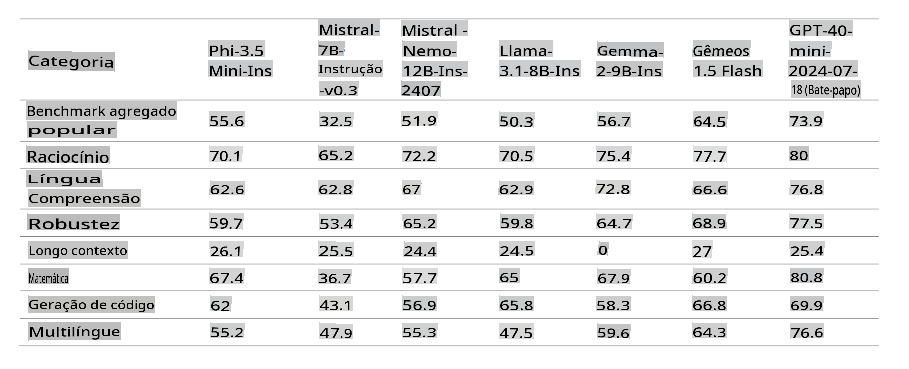 Categoria Phi-3.5 Mini-Ins Mistral-7B-Instrução-v0.3 Mistral -Nemo-12B-Ins-2407 Llama-3.1-8B-Ins Gemma-2-9B-Ins Gêmeos 1.5 Flash GPT-40-mini-2024-07-18 (Bate-papo)
Benchmark agregado popular 55.6 32.5 51.9 50.3 56.7 64.5 73.9
Raciocínio 70.1 65.2 72.2 70.5 75.4 77.7 80
Língua Compreensão 62.6 62.8 67 62.9 72.8 66.6 76.8
Robustez 59.7 53.4 65.2 59.8 64.7 68.9 77.5
Longo contexto 26.1 25.5 24.4 24.5 0 27 25.4
Matemática 67.4 36.7 57.7 65 67.9 60.2 80.8
Geração de código 62 43.1 56.9 65.8 58.3 66.8 69.9
Multilíngue 55.2 47.9 55.3 47.5 59.6 64.3 76.6